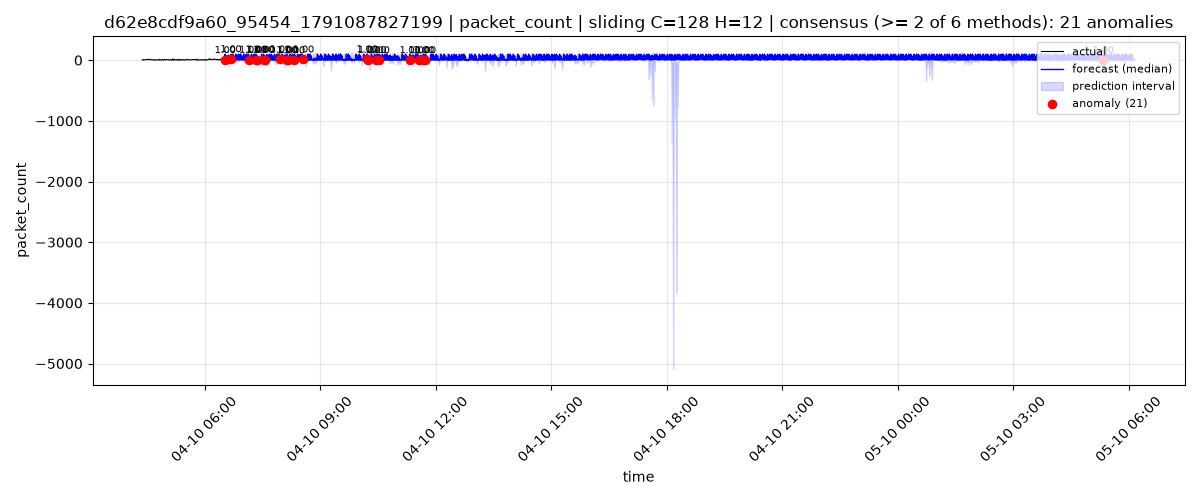 d62e8cdf9a60_95454_1791087827199 | packet_count | sliding C=128 H=12 | consensus (>= 2 of 6 methods): 21 anomalies
packet_count
0
−1000
−2000
−3000
−4000
−5000
actual
forecast (median)
prediction interval
anomaly (21)
04-10 06:00
04-10 09:00
04-10 12:00
04-10 15:00
04-10 18:00
04-10 21:00
05-10 00:00
05-10 03:00
05-10 06:00
time